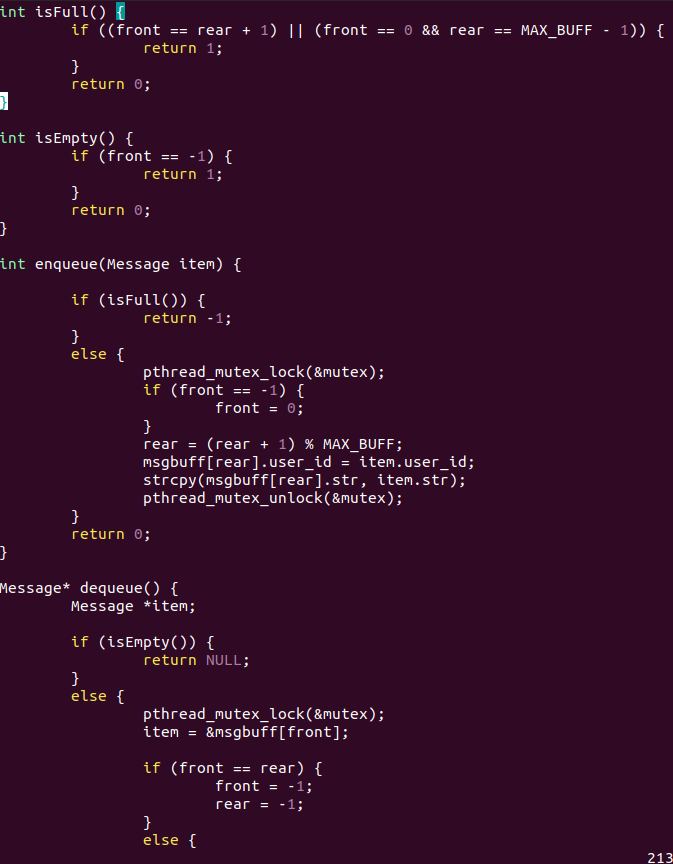 int isFull() {
        if ((front == rear + 1) || (front == 0 && rear == MAX_BUFF - 1)) {
                return 1;
        }
        return 0;
}

int isEmpty() {
        if (front == -1) {
                return 1;
        }
        return 0;
}

int enqueue(Message item) {

        if (isFull()) {
                return -1;
        }
        else {
                pthread_mutex_lock(&mutex);
                if (front == -1) {
                        front = 0;
                }
                rear = (rear + 1) % MAX_BUFF;
                msgbuff[rear].user_id = item.user_id;
                strcpy(msgbuff[rear].str, item.str);
                pthread_mutex_unlock(&mutex);
        }
        return 0;
}

Message* dequeue() {
        Message *item;

        if (isEmpty()) {
                return NULL;
        }
        else {
                pthread_mutex_lock(&mutex);
                item = &msgbuff[front];

                if (front == rear) {
                        front = -1;
                        rear = -1;
                }
                else {
213